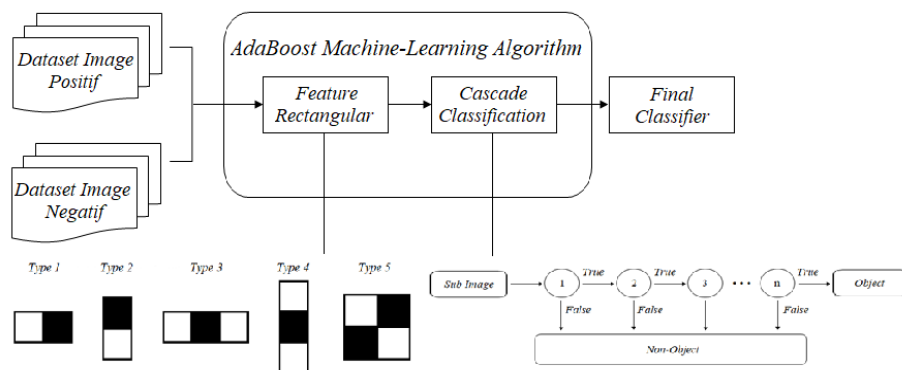 AdaBoost Machine-Learning Algorithm
Dataset Image
Positif
Feature
Rectangular
Cascade
Classification
Final
Classifier
Dataset Image
Negatif
Type 1
Type 2
Type 3
Type 4
Type 5
Sub Image
1
True
2
True
3
n
True
Object
False
False
False
Non-Object